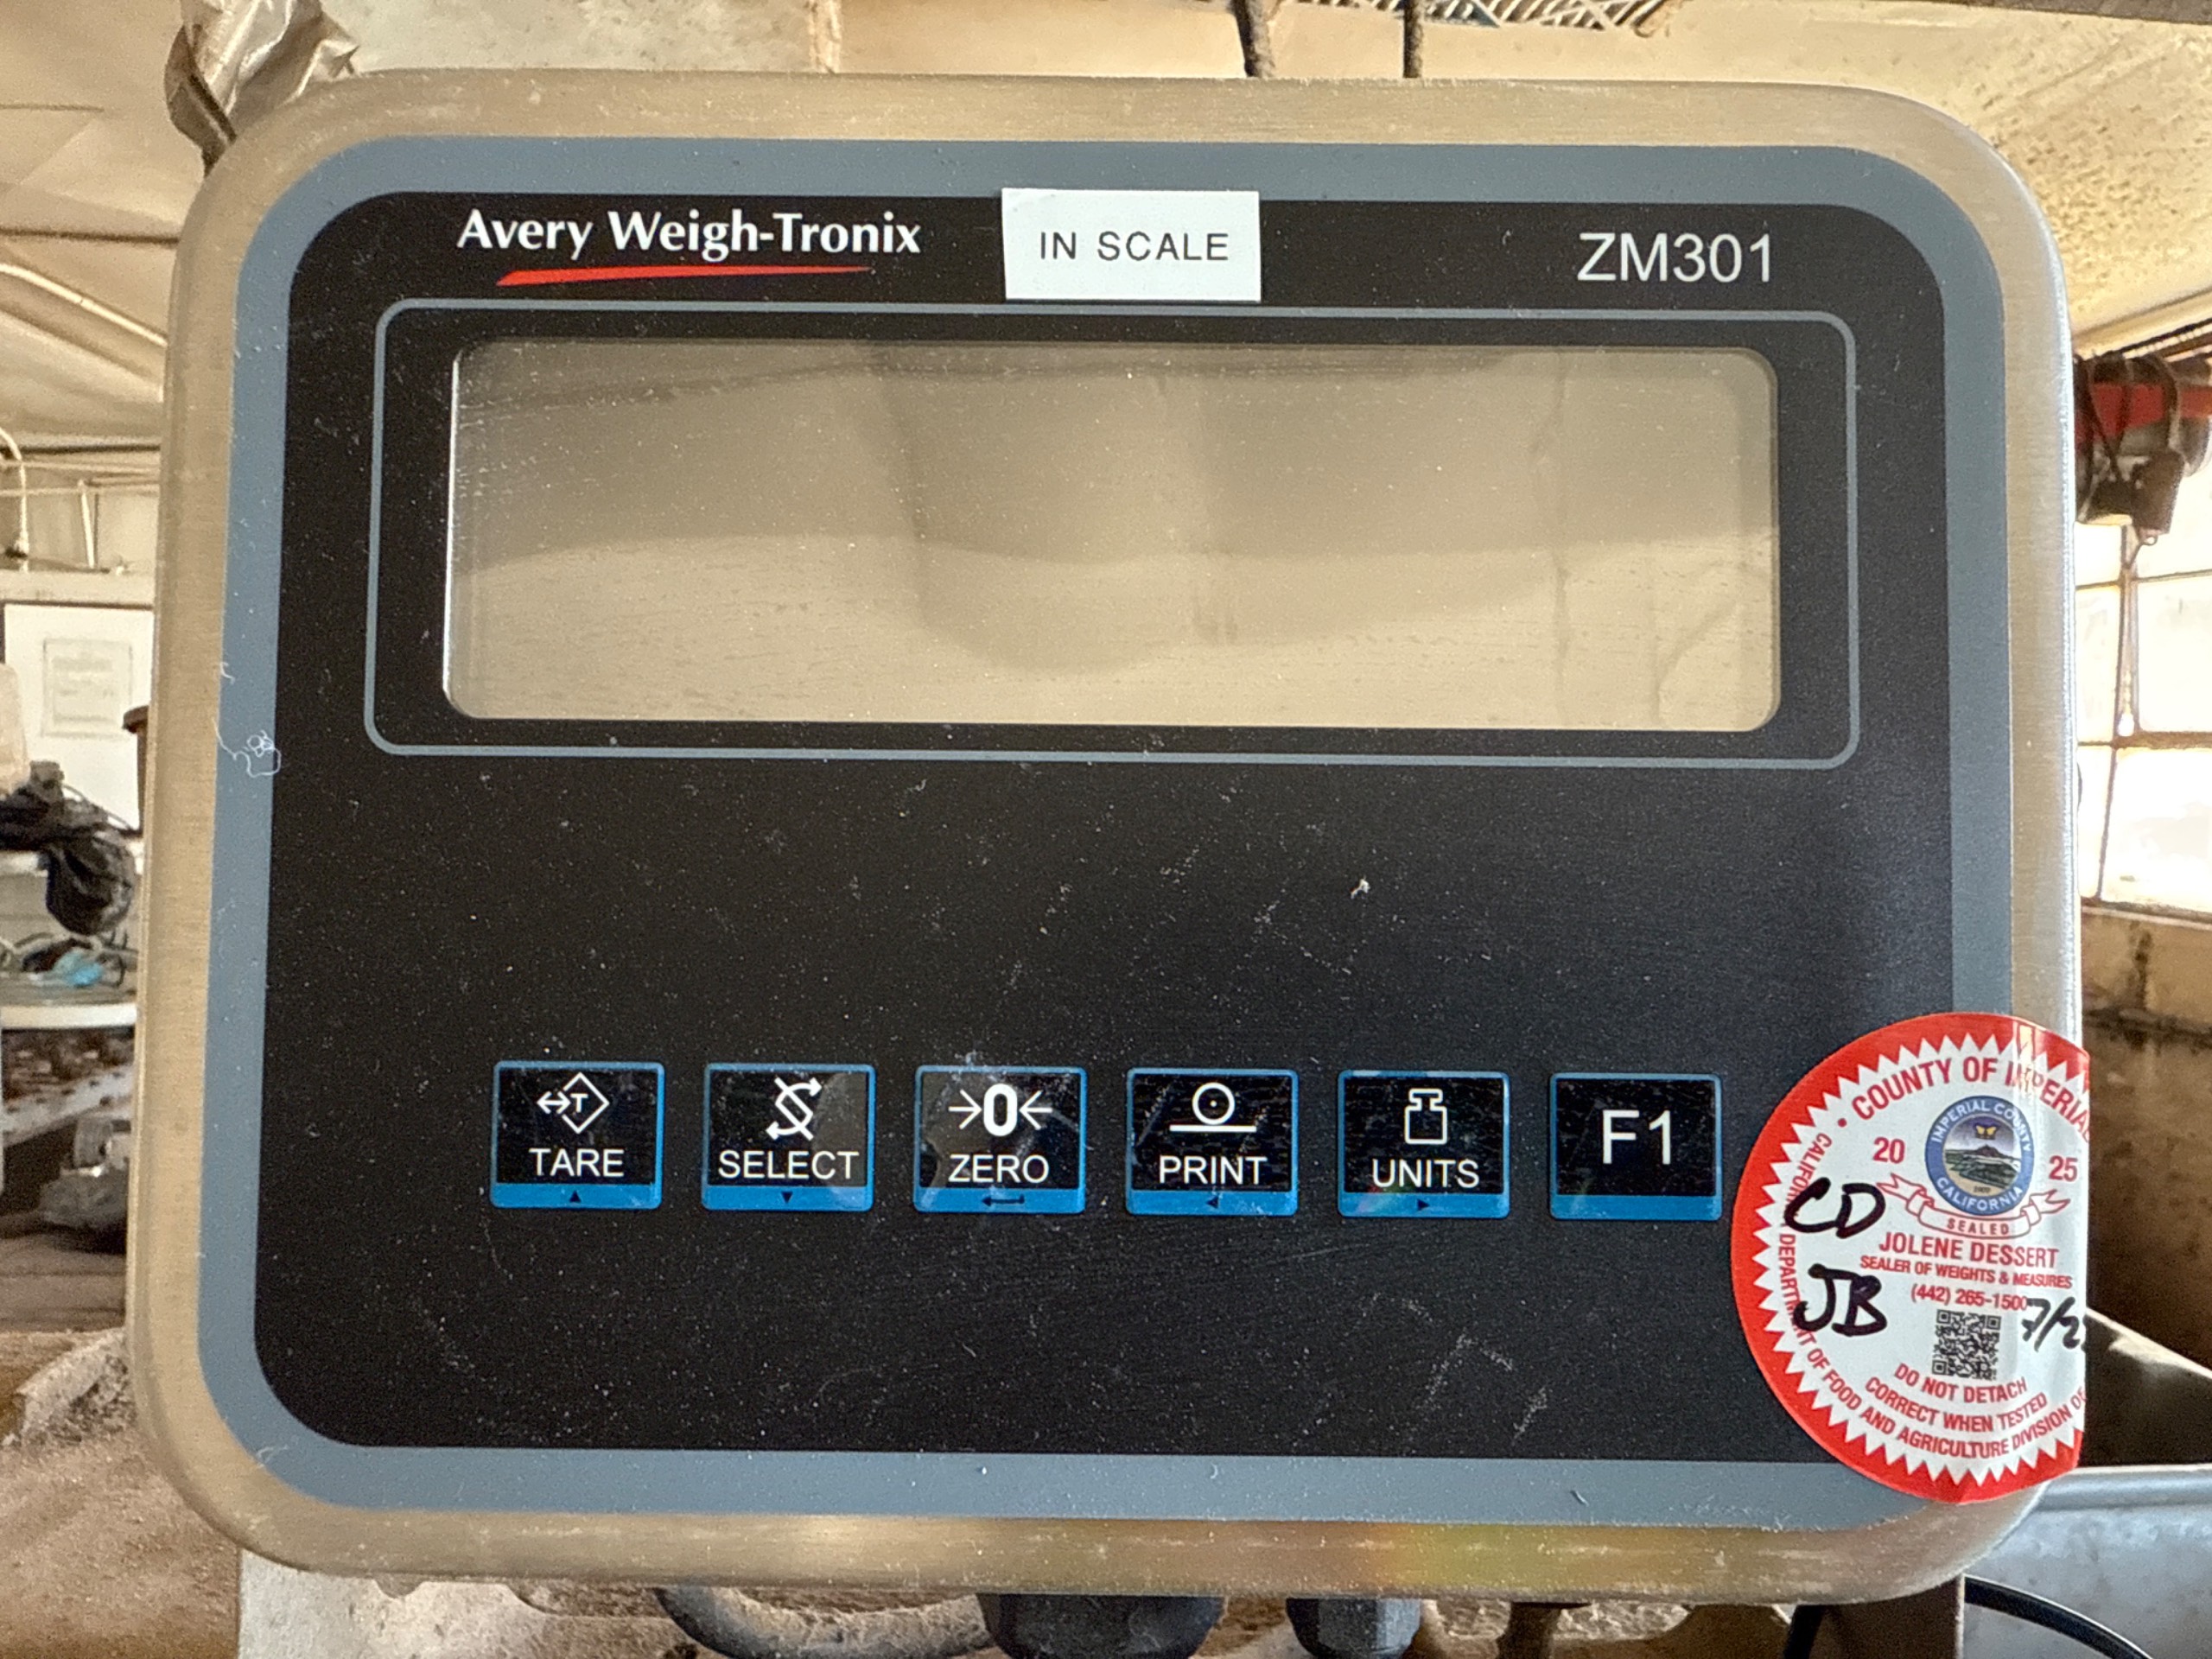 Avery Weigh-Tronix
IN SCALE
ZM301
T
TARE
SELECT
0
ZERO
PRINT
UNITS
F1
COUNTY OF IMPERIAL
IMPERIAL COUNTY
CALIFORNIA
20 25
SEALED
CD
JOLENE DESSERT
SEALER OF WEIGHTS & MEASURES
(442) 265-1500
JB
DO NOT DETACH
CORRECT WHEN TESTED
DEPARTMENT OF FOOD AND AGRICULTURE DIVISION OF